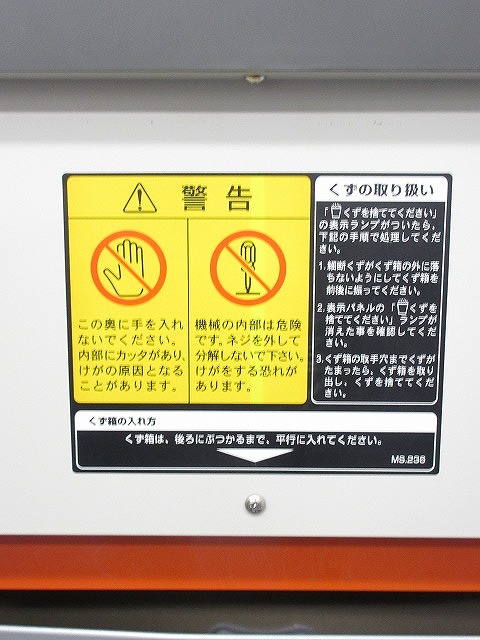 警告
この奥に手を入れ
ないでください。
内部にカッタがあり、
けがの原因となる
ことがあります。
機械の内部は危険
です。ネジを外して
分解しないで下さい。
けがをする恐れが
あります。
くずの取り扱い
「くずを捨ててください」
の表示ランプがついたら、
下記の手順で処理してくだ
さい。
1.細断くずがくず箱の外に落
ちないようにしてくず箱を
前後に振ってください。
2.表示パネルの「くずを
捨ててください」ランプが
消えた事を確認してくだ
さい。
3.くず箱の取手穴までくずが
たまったら、くず箱を取り
出し、くずを捨ててくだ
さい。
くず箱の入れ方
くず箱は、後ろにぶつかるまで、平行に入れてください。
MS.236